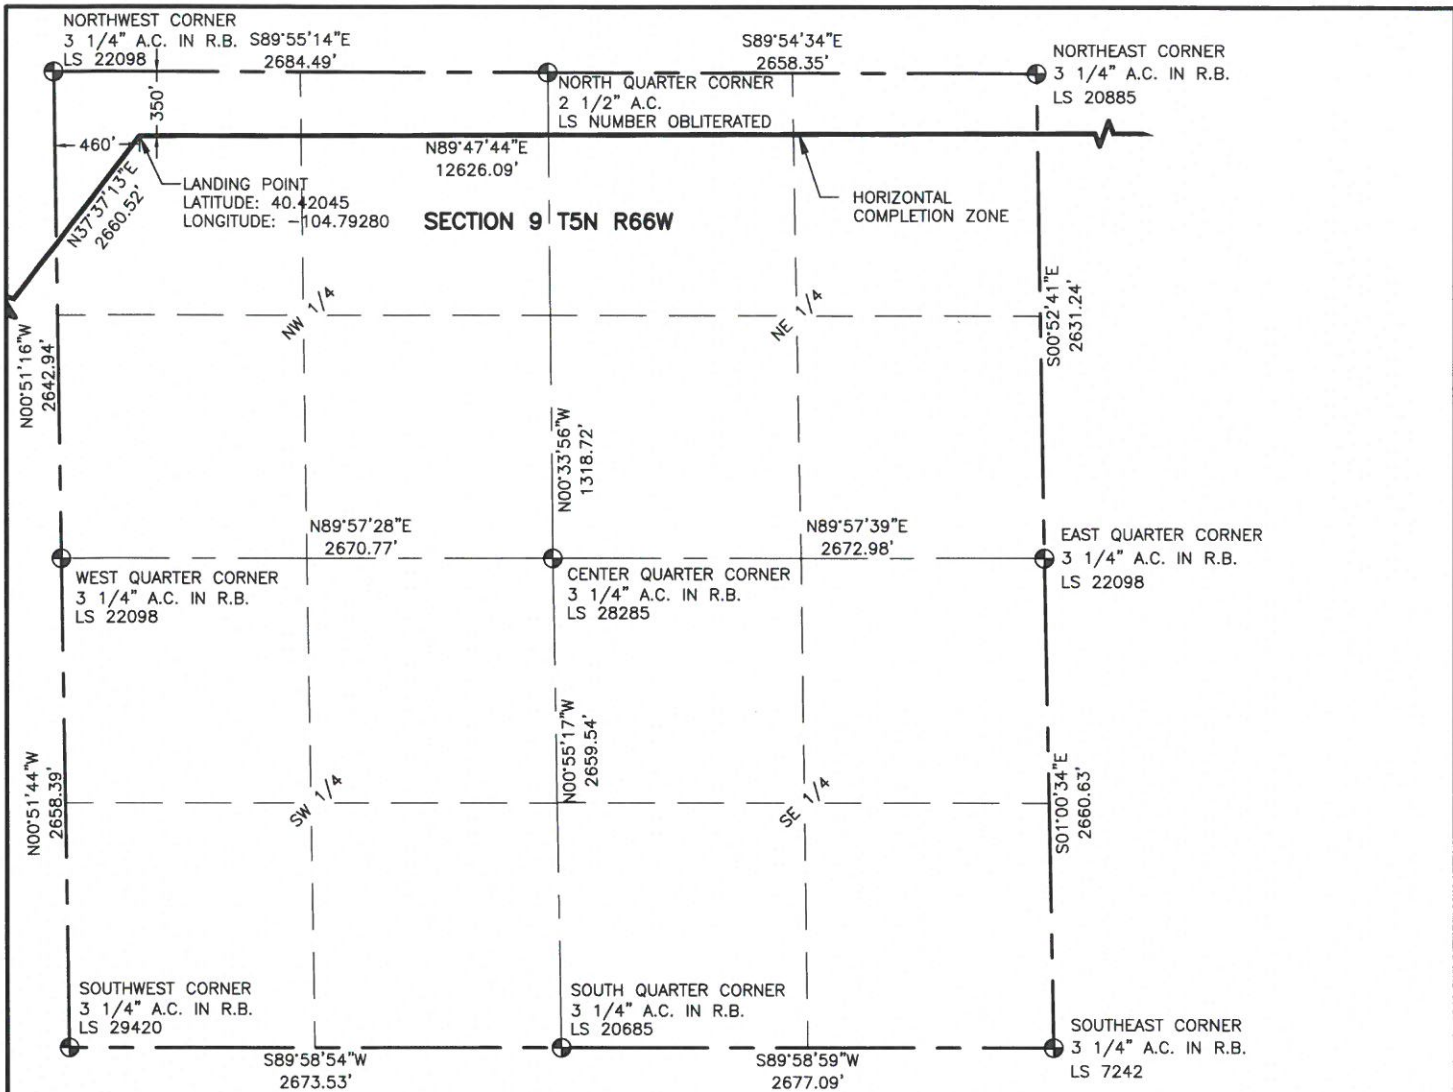 NORTHWEST CORNER
3 1/4" A.C. IN R.B.
LS 22098
S89°55'14"E
2684.49'
S89°54'34"E
2658.35'
NORTHEAST CORNER
3 1/4" A.C. IN R.B.
LS 20885
NORTH QUARTER CORNER
2 1/2" A.C.
LS NUMBER OBLITERATED
350'
460'
N89°47'44"E
12626.09'
N37°37'13"E
2660.52'
LANDING POINT
LATITUDE: 40.42045
LONGITUDE: -104.79280
SECTION 9 T5N R66W
HORIZONTAL
COMPLETION ZONE
NW 1/4
NE 1/4
N00°51'16"W
2642.94'
S00°52'41"E
2631.24'
N00°33'56"W
1318.72'
N89°57'28"E
2670.77'
N89°57'39"E
2672.98'
WEST QUARTER CORNER
3 1/4" A.C. IN R.B.
LS 22098
CENTER QUARTER CORNER
3 1/4" A.C. IN R.B.
LS 28285
EAST QUARTER CORNER
3 1/4" A.C. IN R.B.
LS 22098
N00°51'44"W
2658.39'
N00°55'17"W
2659.54'
S01°00'34"E
2660.63'
SW 1/4
SE 1/4
SOUTHWEST CORNER
3 1/4" A.C. IN R.B.
LS 29420
SOUTH QUARTER CORNER
3 1/4" A.C. IN R.B.
LS 20685
SOUTHEAST CORNER
3 1/4" A.C. IN R.B.
LS 7242
S89°58'54"W
2673.53'
S89°58'59"W
2677.09'